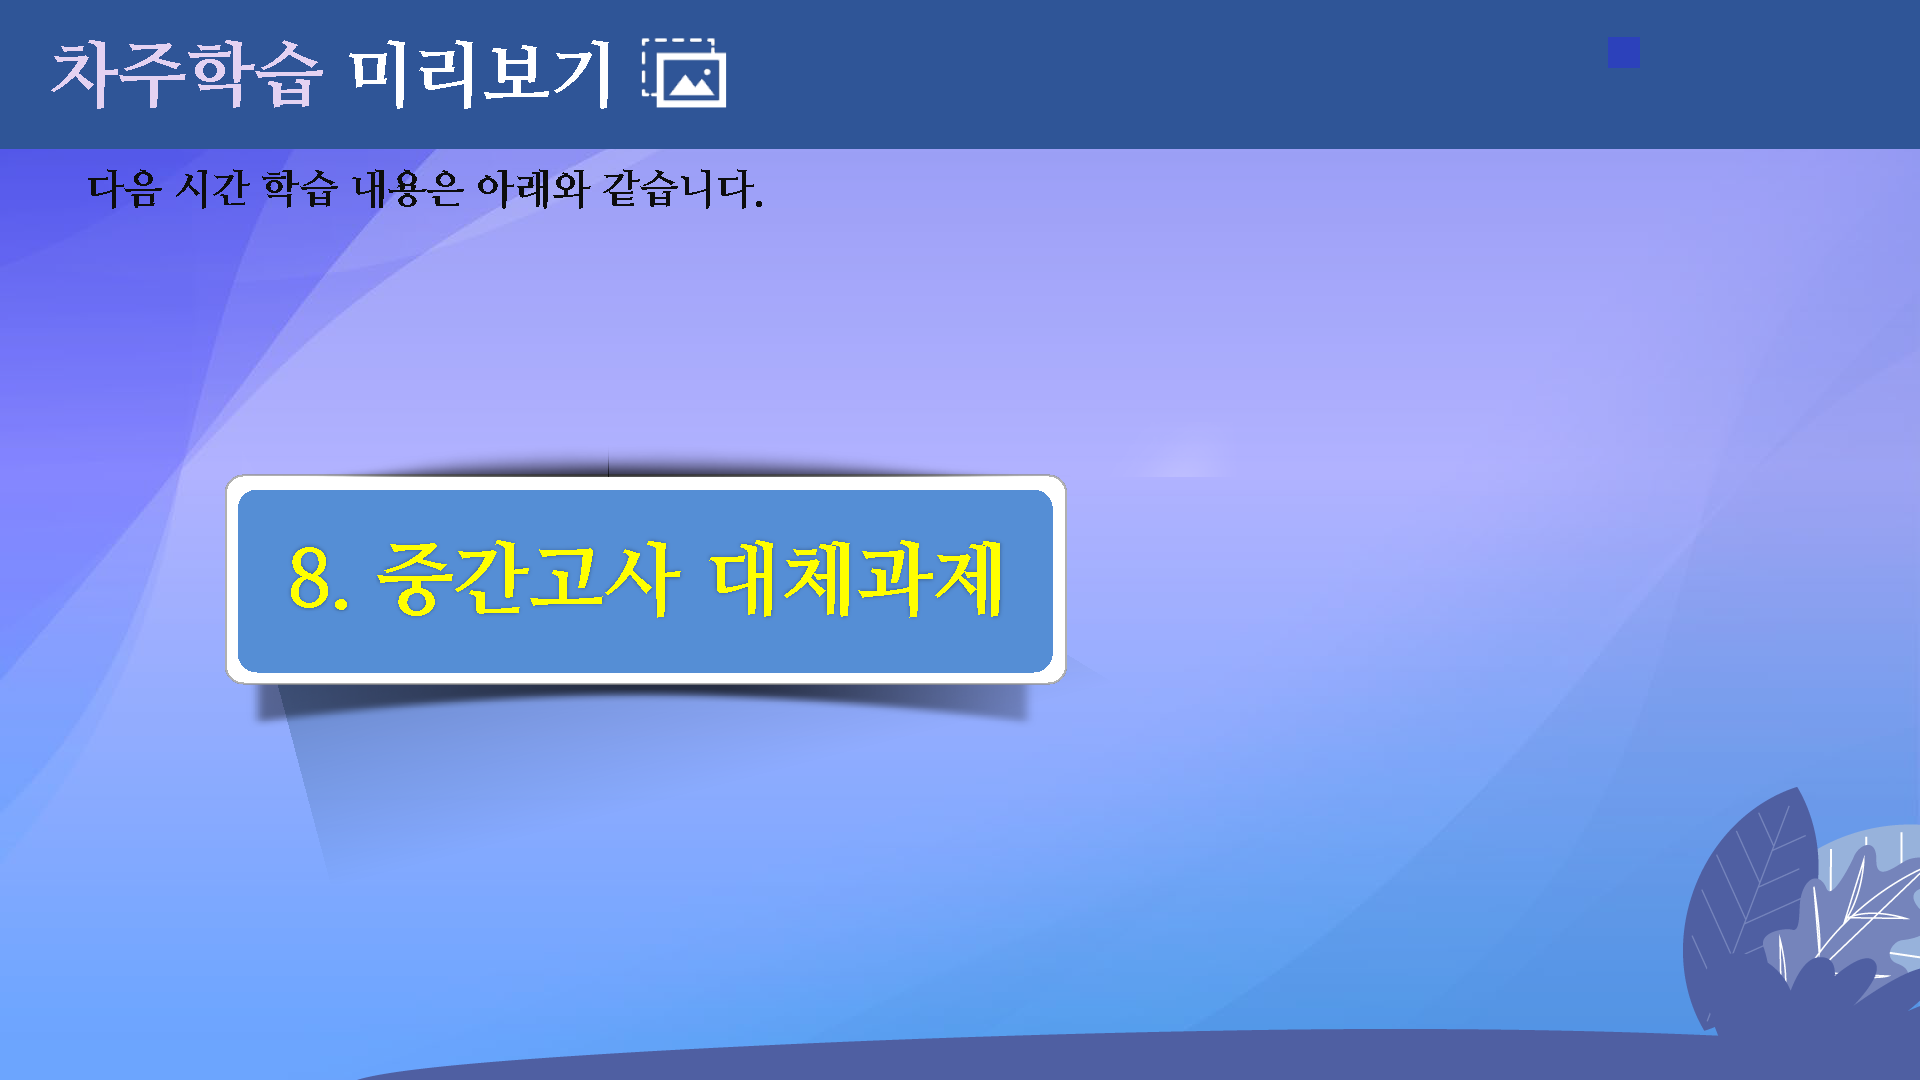 차주학습 미리보기
다음 시간 학습 내용은 아래와 같습니다.
8. 중간고사 대체과제